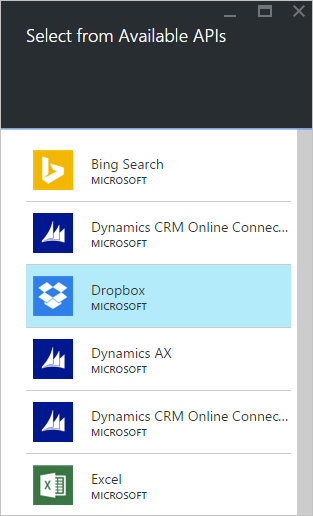 Select from Available APIs
Bing Search
MICROSOFT
Dynamics CRM Online Connec...
MICROSOFT
Dropbox
MICROSOFT
Dynamics AX
MICROSOFT
Dynamics CRM Online Connec...
MICROSOFT
Excel
MICROSOFT